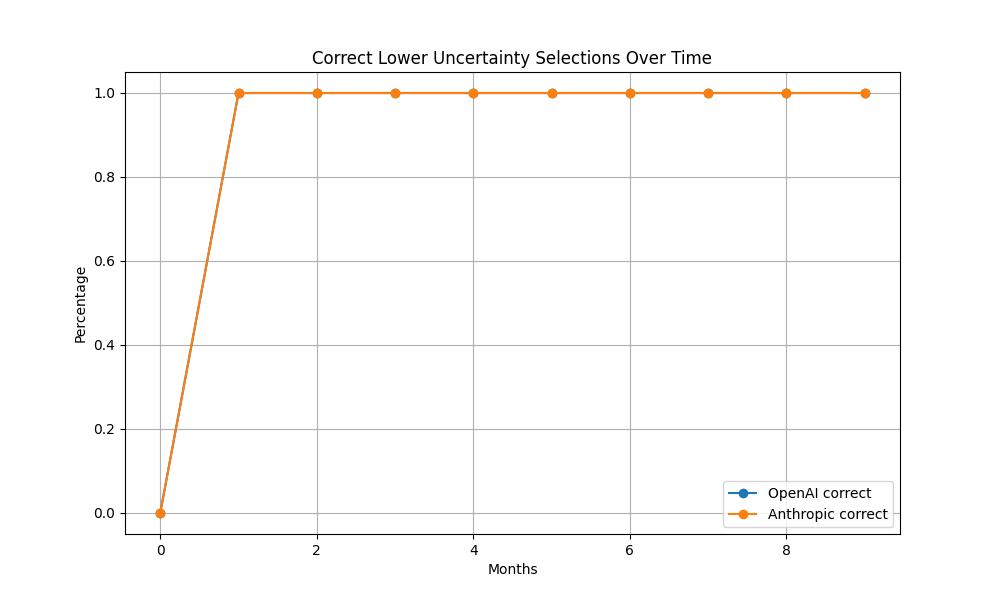 Correct Lower Uncertainty Selections Over Time
1.0
0.8
0.6
0.4
0.2
0.0
Percentage
OpenAI correct
Anthropic correct
0 2 4 6 8
Months